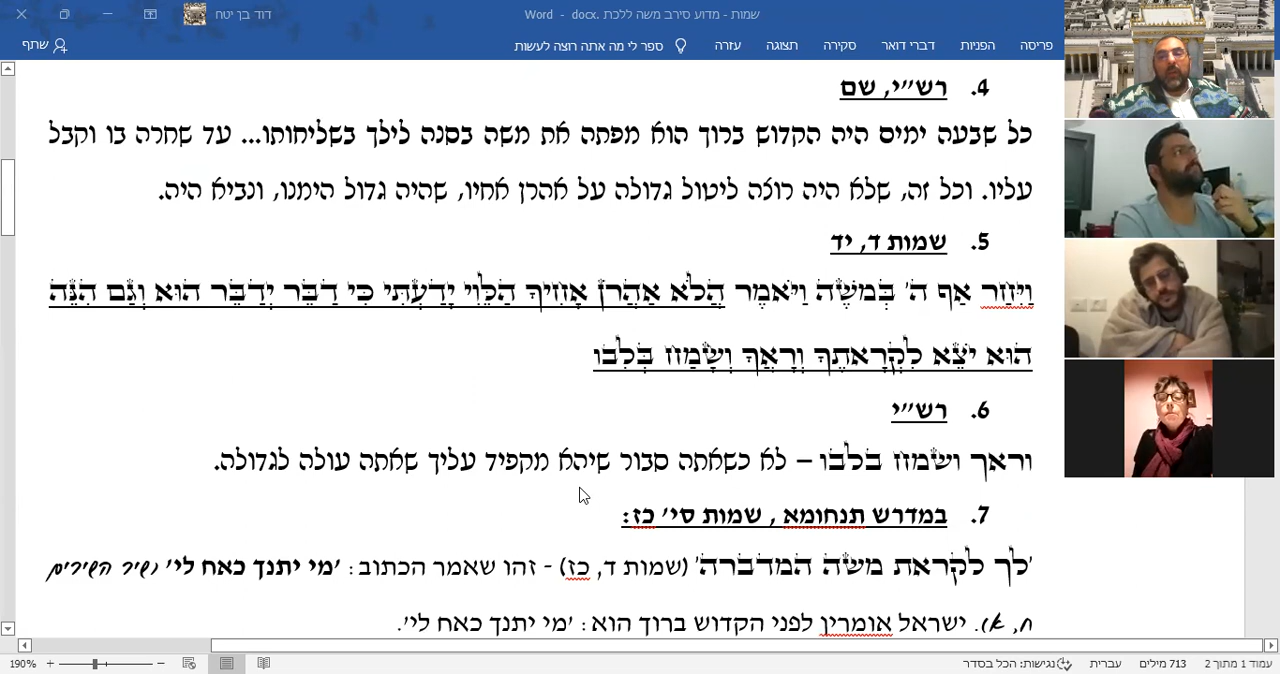 שמות - מדוע סירב משה ללכת .docx - Word
דוד בן יטח
פריסה הפניות דברי דואר סקירה תצוגה עזרה ספר לי מה אתה רוצה לעשות שתף
4. רש״י, שם
כל שבעה ימים היה הקדוש ברוך הוא מפתה את משה בסנה לילך בשליחותו... עד שחרה בו וקבל
עליו. וכל זה, שלא היה רוצה ליטול גדולה על אהרן אחיו, שהיה גדול הימנו, ונביא היה.
5. שמות ד, יד
וַיִּחַר אַף ה' בְּמֹשֶׁה וַיֹּאמֶר הֲלֹא אַהֲרֹן אָחִיךָ הַלֵּוִי יָדַעְתִּי כִּי דַבֵּר יְדַבֵּר הוּא וְגַם הִנֵּה
הוּא יֹצֵא לִקְרָאתֶךָ וְרָאֲךָ וְשָׂמַח בְּלִבּוֹ
6. רש״י
וראך ושמח בלבו – לא כשאתה סבור שיהא מקפיד עליך שאתה עולה לגדולה.
7. במדרש תנחומא , שמות סי' כז:
'לך לקראת משה המדברה' (שמות ד, כז) - זהו שאמר הכתוב: 'מי יתנך כאח לי' (שיר השירים
ח, א). ישראל אומרין לפני הקדוש ברוך הוא: 'מי יתנך כאח לי'.
עמוד 1 מתוך 2 713 מילים עברית נגישות: הכל בסדר 190%